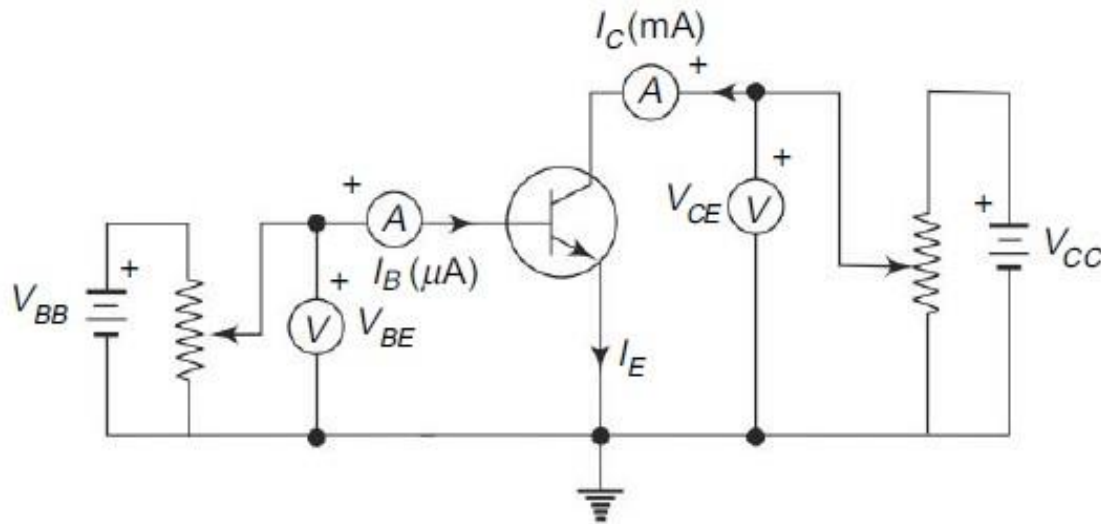 I_C (mA)
+
A
+
+
V_CE
V
+
V_CC
A
I_B (μA)
+
V_BB
+
V
V_BE
I_E